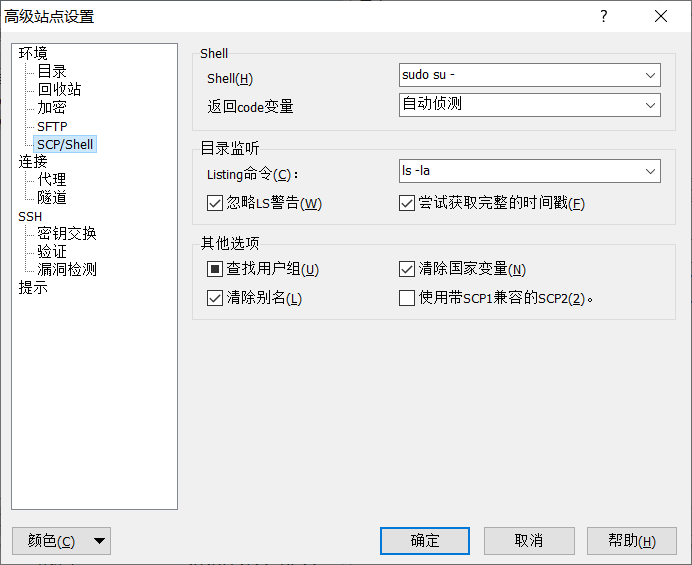 高级站点设置
环境
目录
回收站
加密
SFTP
SCP/Shell
连接
代理
隧道
SSH
密钥交换
验证
漏洞检测
提示
Shell
Shell(H) sudo su -
返回code变量 自动侦测
目录监听
Listing命令(C): ls -la
忽略LS警告(W) 尝试获取完整的时间戳(F)
其他选项
查找用户组(U) 清除国家变量(N)
清除别名(L) 使用带SCP1兼容的SCP2(2)。
颜色(C) 确定 取消 帮助(H)